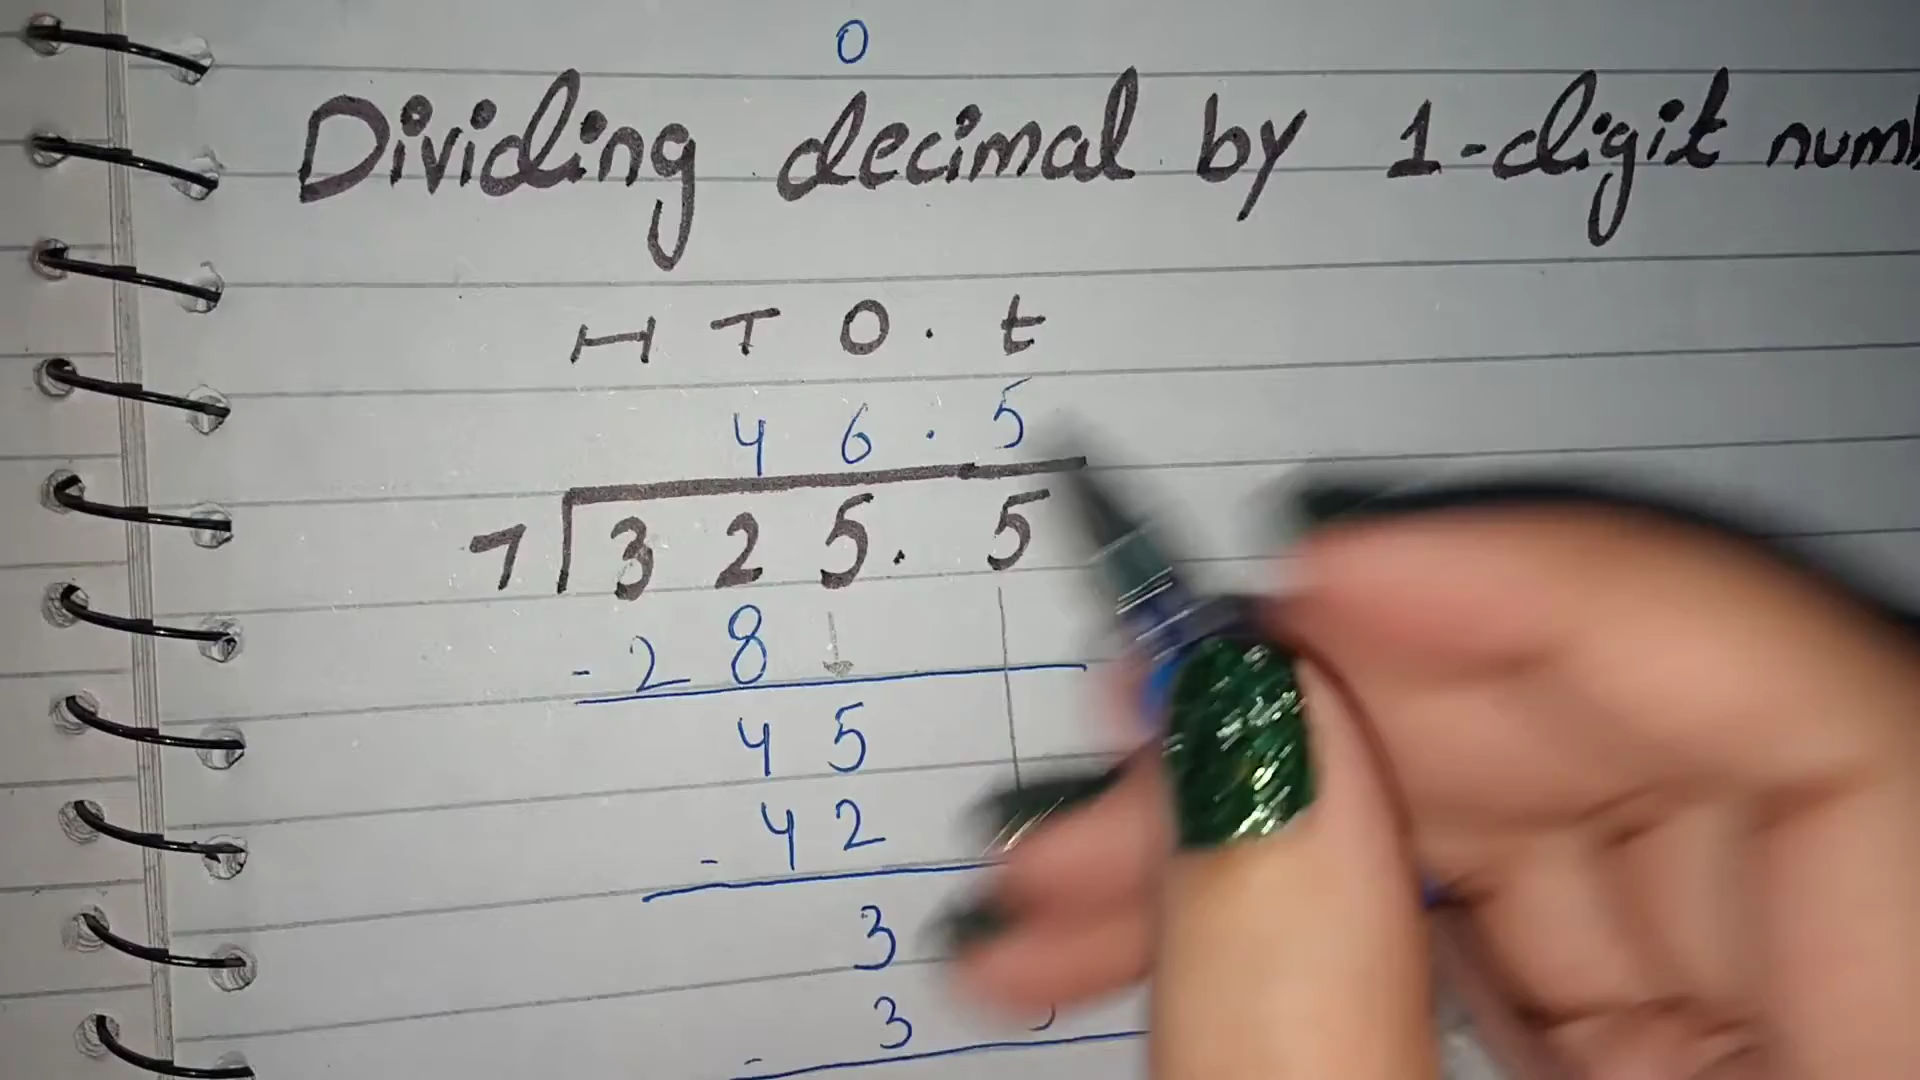 0
Dividing decimal by 1-digit
H T O . t
4 6 . 5
7 3 2 5 . 5
- 2 8
4 5
- 4 2
3
- 3